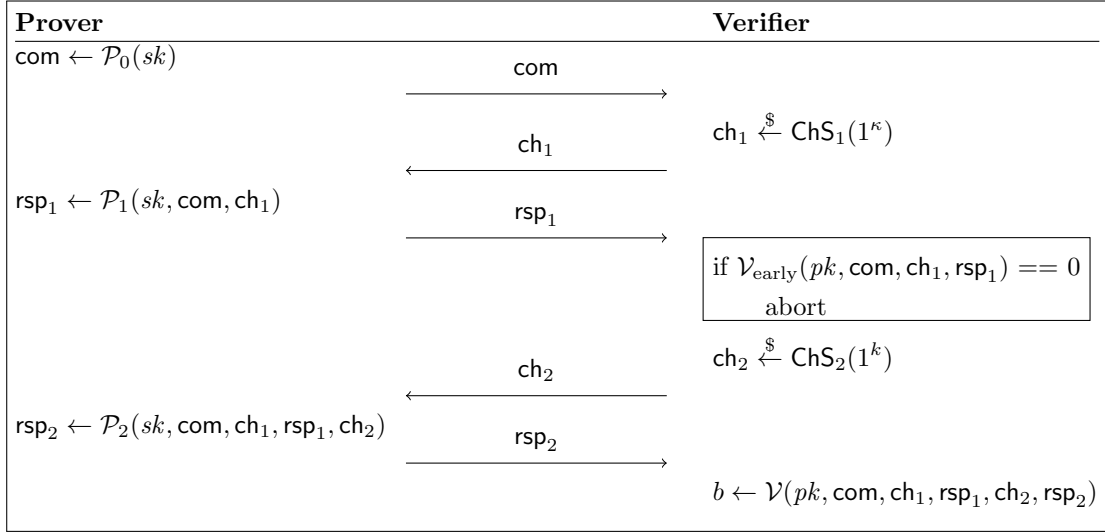 Prover Verifier
com ← 𝒫₀(sk)
com
ch₁ ←$ ChS₁(1^κ)
ch₁
rsp₁ ← 𝒫₁(sk, com, ch₁)
rsp₁
if 𝒱_early(pk, com, ch₁, rsp₁) == 0
abort
ch₂ ←$ ChS₂(1^k)
ch₂
rsp₂ ← 𝒫₂(sk, com, ch₁, rsp₁, ch₂)
rsp₂
b ← 𝒱(pk, com, ch₁, rsp₁, ch₂, rsp₂)